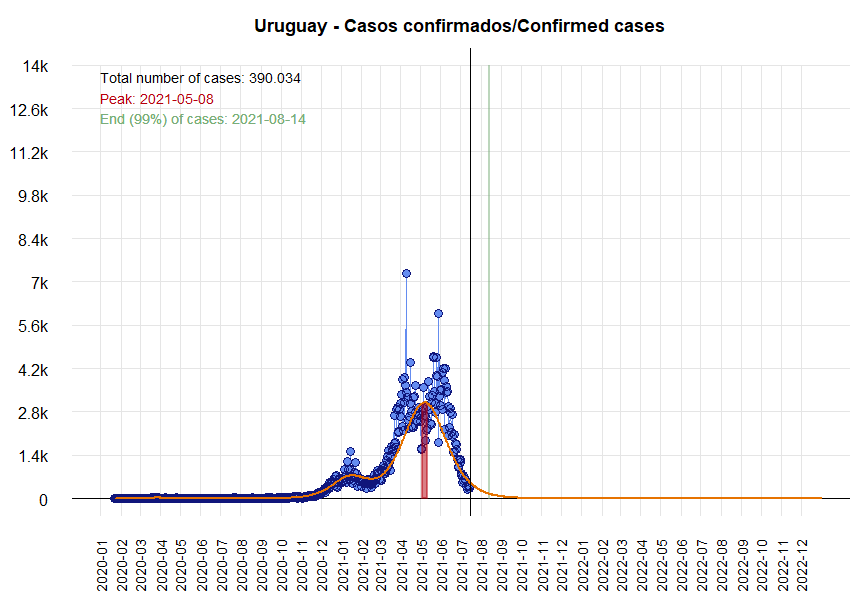 Uruguay - Casos confirmados/Confirmed cases
14k
12.6k
11.2k
9.8k
8.4k
7k
5.6k
4.2k
2.8k
1.4k
0
Total number of cases: 390.034
Peak: 2021-05-08
End (99%) of cases: 2021-08-14
2020-01
2020-02
2020-03
2020-04
2020-05
2020-06
2020-07
2020-08
2020-09
2020-10
2020-11
2020-12
2021-01
2021-02
2021-03
2021-04
2021-05
2021-06
2021-07
2021-08
2021-09
2021-10
2021-11
2021-12
2022-01
2022-02
2022-03
2022-04
2022-05
2022-06
2022-07
2022-08
2022-09
2022-10
2022-11
2022-12